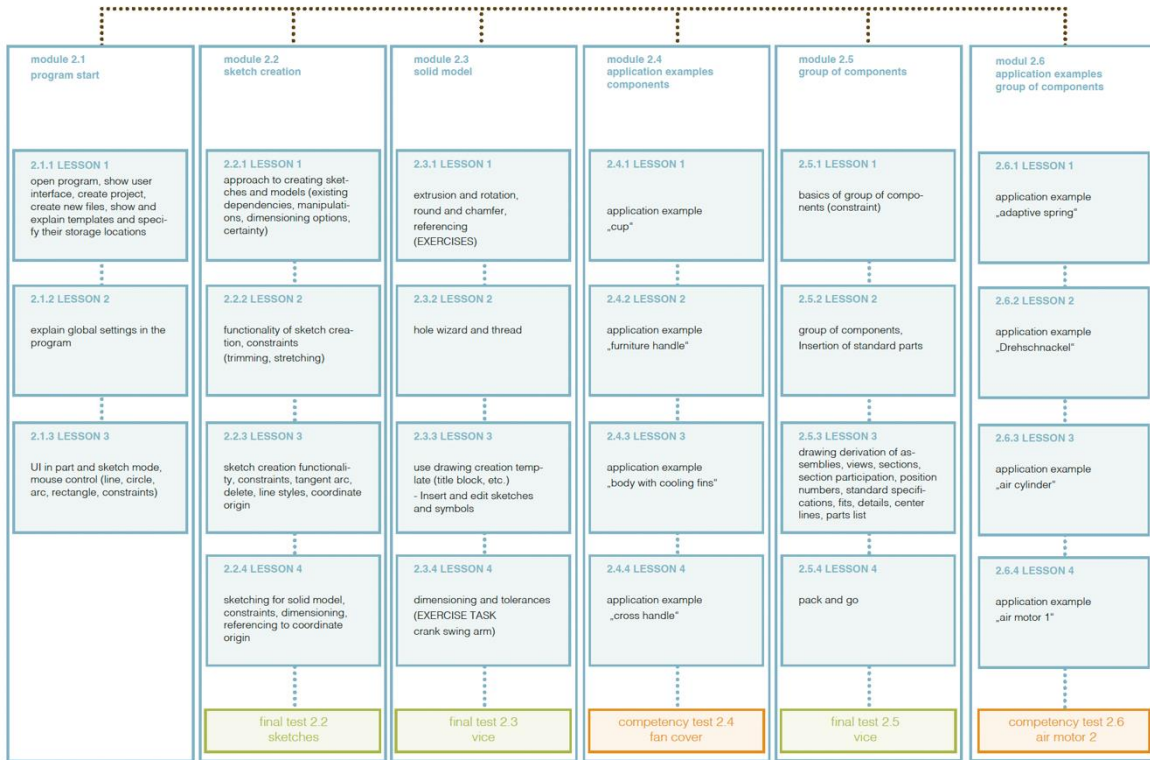 module 2.1
program start
2.1.1 LESSON 1
open program, show user
interface, create project,
create new files, show and
explain templates and speci-
fy their storage locations
2.1.2 LESSON 2
explain global settings in the
program
2.1.3 LESSON 3
UI in part and sketch mode,
mouse control (line, circle,
arc, rectangle, constraints)
module 2.2
sketch creation
2.2.1 LESSON 1
approach to creating sket-
ches and models (existing
dependencies, manipulati-
ons, dimensioning options,
certainty)
2.2.2 LESSON 2
functionality of sketch crea-
tion, constraints
(trimming, stretching)
2.2.3 LESSON 3
sketch creation functionali-
ty, constraints, tangent arc,
delete, line styles, coordinate
origin
2.2.4 LESSON 4
sketching for solid model,
constraints, dimensioning,
referencing to coordinate
origin
final test 2.2
sketches
module 2.3
solid model
2.3.1 LESSON 1
extrusion and rotation,
round and chamfer,
referencing
(EXERCISES)
2.3.2 LESSON 2
hole wizard and thread
2.3.3 LESSON 3
use drawing creation temp-
late (title block, etc.)
- Insert and edit sketches
and symbols
2.3.4 LESSON 4
dimensioning and tolerances
(EXERCISE TASK
crank swing arm)
final test 2.3
vice
module 2.4
application examples
components
2.4.1 LESSON 1
application example
„cup“
2.4.2 LESSON 2
application example
„furniture handle“
2.4.3 LESSON 3
application example
„body with cooling fins“
2.4.4 LESSON 4
application example
„cross handle“
competency test 2.4
fan cover
module 2.5
group of components
2.5.1 LESSON 1
basics of group of compo-
nents (constraint)
2.5.2 LESSON 2
group of components,
Insertion of standard parts
2.5.3 LESSON 3
drawing derivation of as-
semblies, views, sections,
section participation, position
numbers, standard specifi-
cations, fits, details, center
lines, parts list
2.5.4 LESSON 4
pack and go
final test 2.5
vice
modul 2.6
application examples
group of components
2.6.1 LESSON 1
application example
„adaptive spring“
2.6.2 LESSON 2
application example
„Drehschnackel“
2.6.3 LESSON 3
application example
„air cylinder“
2.6.4 LESSON 4
application example
„air motor 1“
competency test 2.6
air motor 2